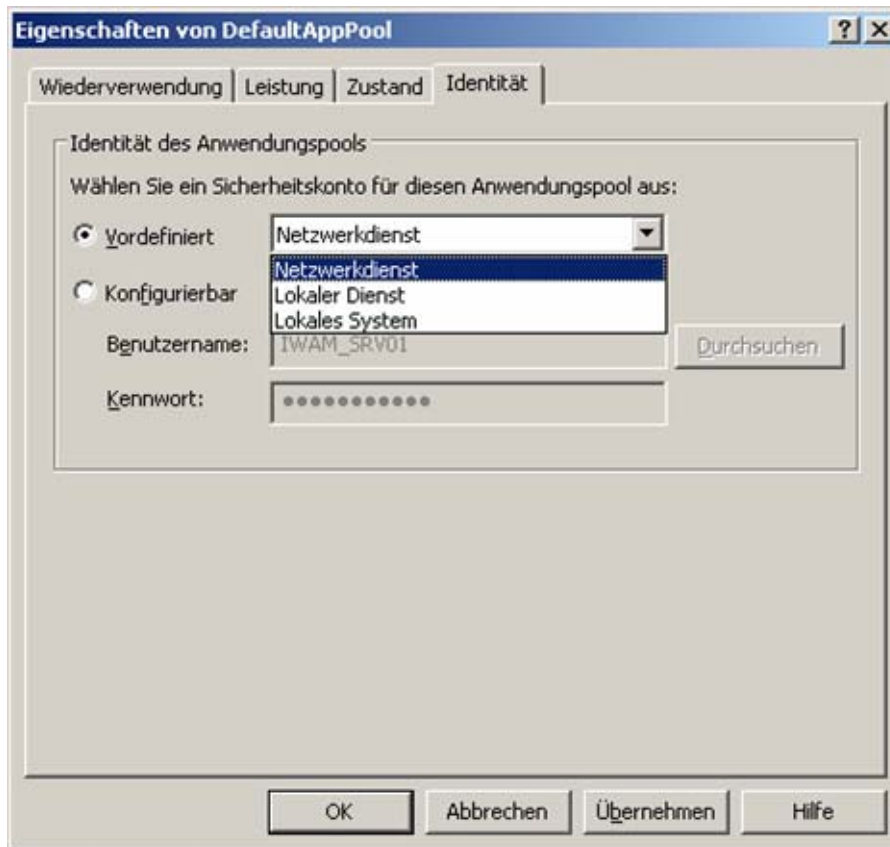 Eigenschaften von DefaultAppPool
Wiederverwendung Leistung Zustand Identität
Identität des Anwendungspools
Wählen Sie ein Sicherheitskonto für diesen Anwendungspool aus:
Vordefiniert Netzwerkdienst
Netzwerkdienst
Konfigurierbar Lokaler Dienst
Lokales System
Benutzername: IWAM_SRV01 Durchsuchen
Kennwort: ●●●●●●●●●●●
OK Abbrechen Übernehmen Hilfe